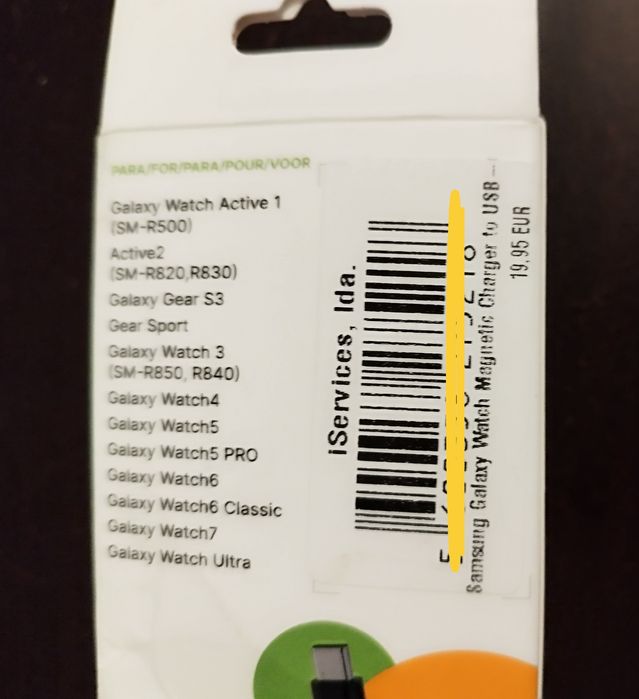 PARA/FOR/PARA/POUR/VOOR
Galaxy Watch Active 1
(SM-R500)
Active2
(SM-R820,R830)
Galaxy Gear S3
Gear Sport
Galaxy Watch 3
(SM-R850, R840)
Galaxy Watch4
Galaxy Watch5
Galaxy Watch5 PRO
Galaxy Watch6
Galaxy Watch6 Classic
Galaxy Watch7
Galaxy Watch Ultra
iServices, lda.
Samsung Galaxy Watch Magnetic Charger to USB
19,95 EUR